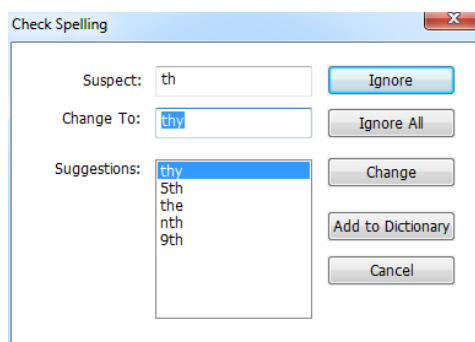 Check Spelling
X
Suspect: th
Ignore
Change To: thy
Ignore All
Suggestions:
thy
5th
the
nth
9th
Change
Add to Dictionary
Cancel